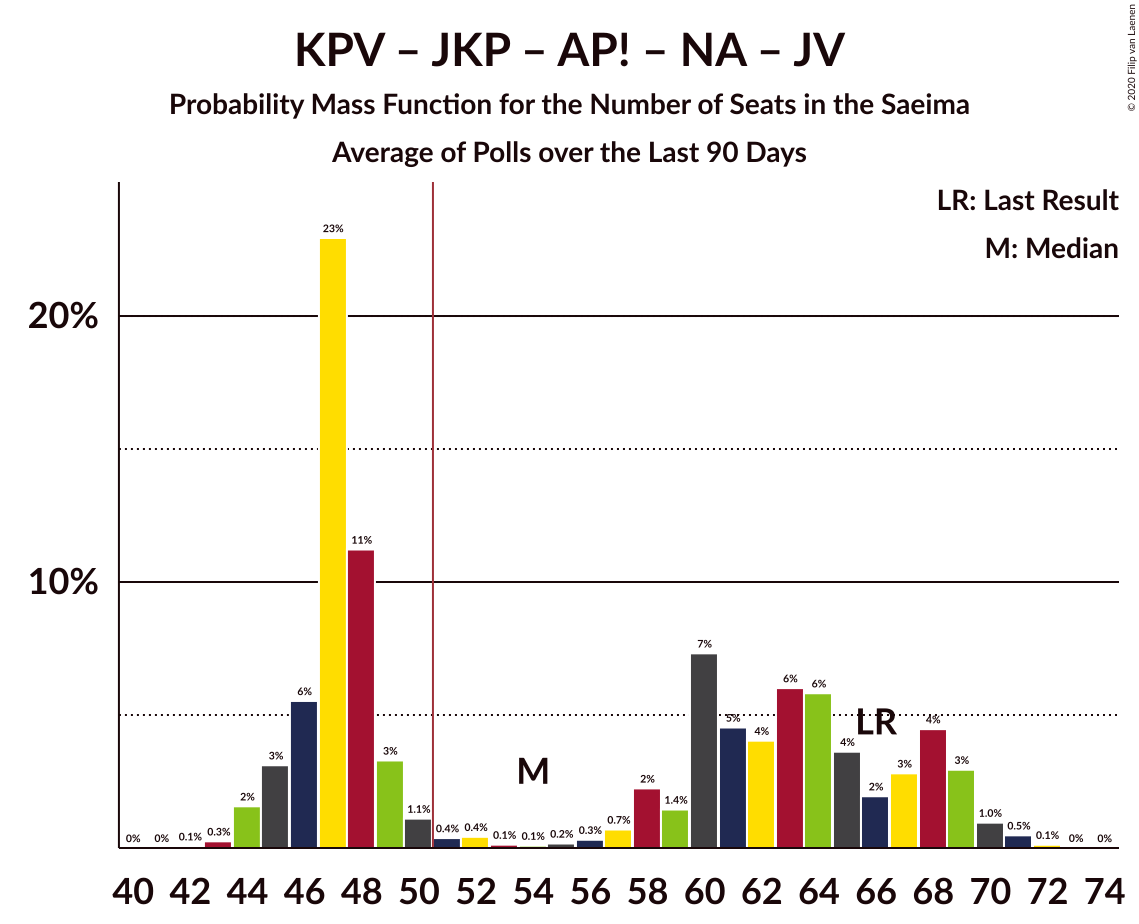 KPV – JKP – AP! – NA – JV
Probability Mass Function for the Number of Seats in the Saeima
Average of Polls over the Last 90 Days
© 2020 Filip van Laenen
LR: Last Result
M: Median
20%
10%
0% 0% 0.1% 0.3% 2% 3% 6% 23% 11% 3% 1.1% 0.4% 0.4% 0.1% 0.1% 0.2% 0.3% 0.7% 2% 1.4% 7% 5% 4% 6% 6% 4% 2% 3% 4% 3% 1.0% 0.5% 0.1% 0% 0%
M
LR
40 42 44 46 48 50 52 54 56 58 60 62 64 66 68 70 72 74